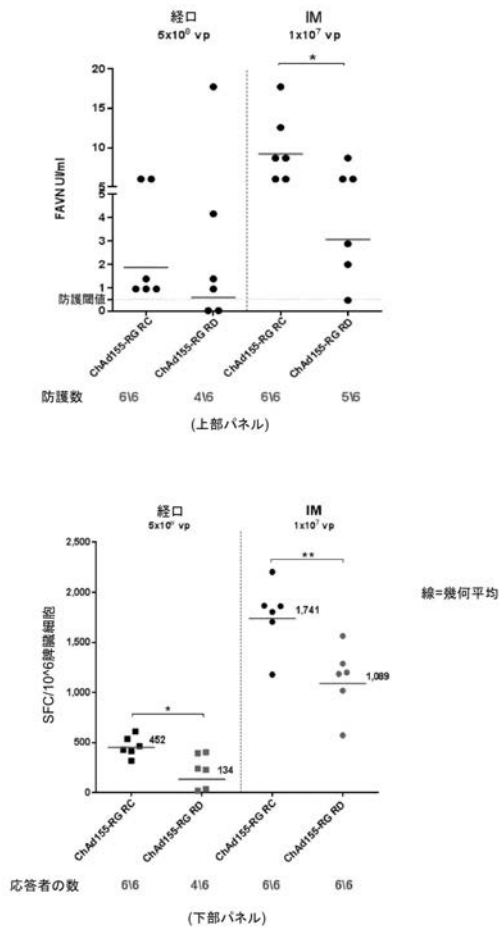 経口 IM
1x10⁷ vp
*
20
15
10
5
5
4
3
2
1
0
FAVN UI/ml
防護閾値
ChAd155-RG RC ChAd155-RG RD ChAd155-RG RC ChAd155-RG RD
防護数 6\6 4\6 6\6 5\6
(上部パネル)
経口 IM
1x10⁷ vp
* **
2,500
2,000
1,500
1,000
500
0
SFC/10^6脾臓細胞
452 134 1,741 1,089
線=幾何平均
ChAd155-RG RC ChAd155-RG RD ChAd155-RG RC ChAd155-RG RD
応答者の数 6\6 4\6 6\6 6\6
(下部パネル)